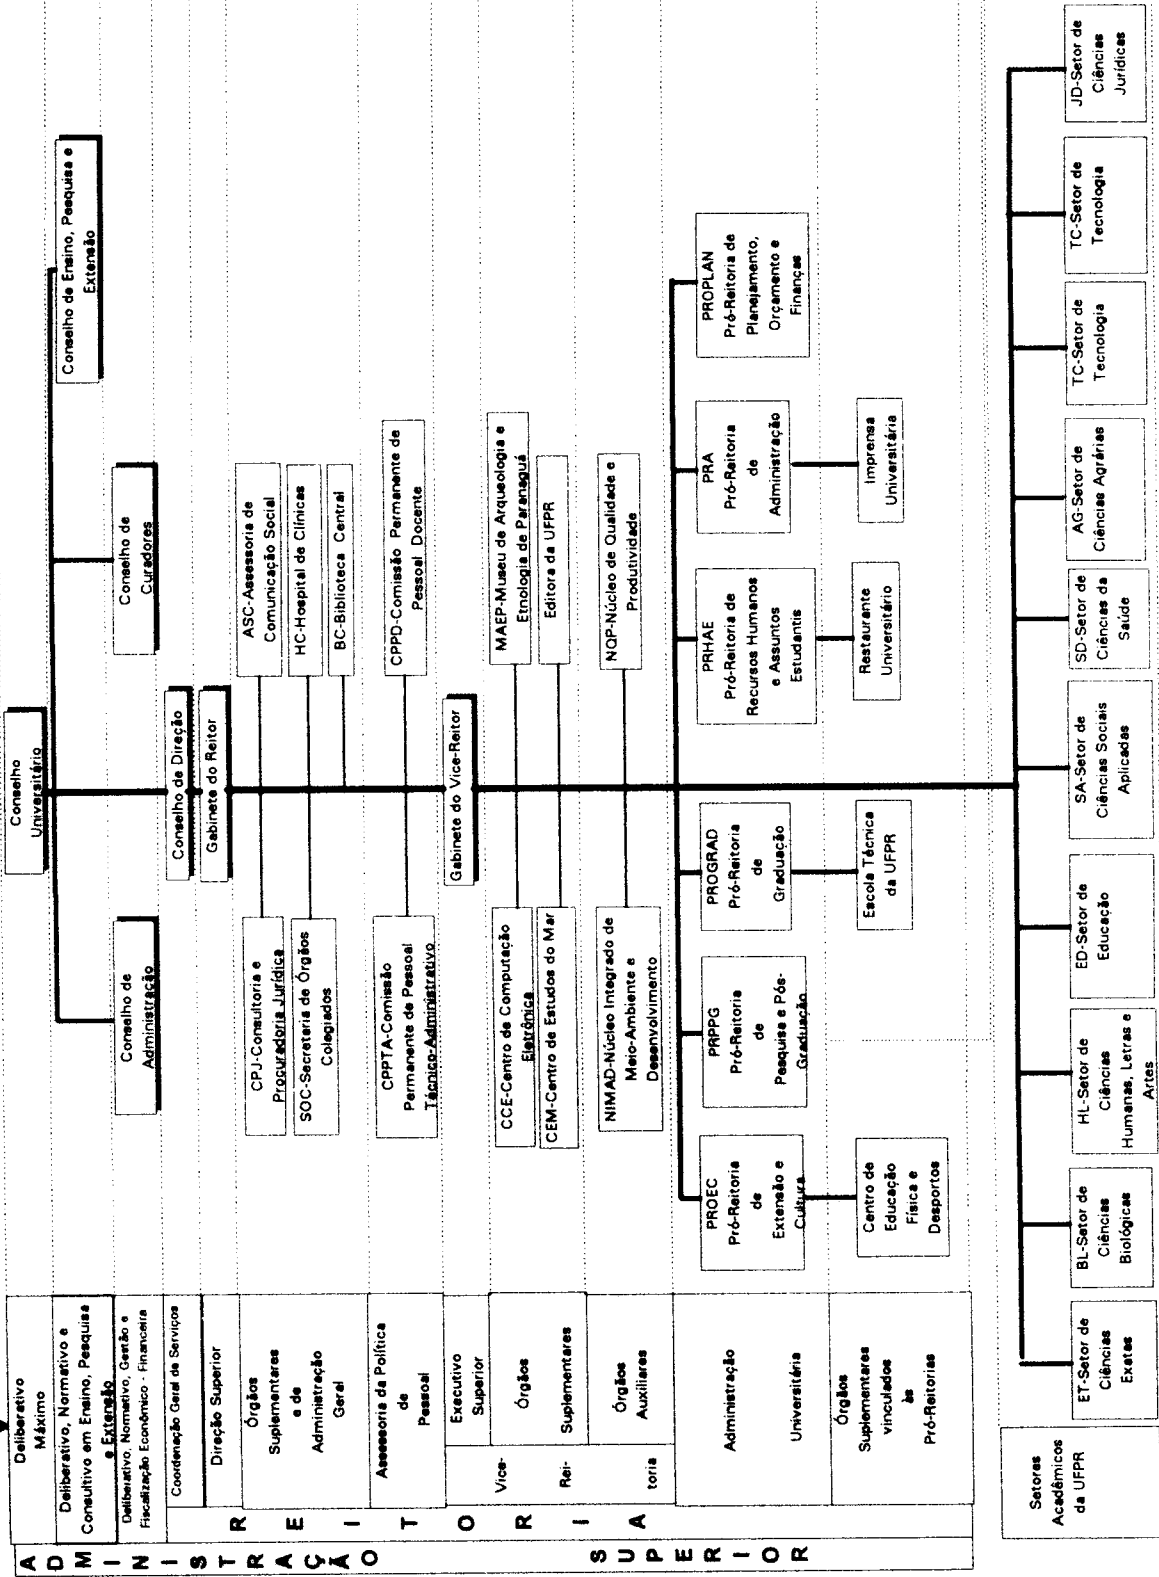 ADMINISTRAÇÃO SUPERIOR
REITORIA
Deliberativo
Máximo
Conselho
Universitário
Deliberativo, Normativo e
Consultivo em Ensino, Pesquisa
e Extensão
Conselho de Ensino, Pesquisa e
Extensão
Deliberativo, Normativo, Gestão e
Fiscalização Econômico - Financeira
Conselho de
Administração
Conselho de
Curadores
Coordenação Geral de Serviços
Conselho de Direção
Direção Superior
Gabinete do Reitor
Órgãos
Suplementares
e de
Administração
Geral
CPJ-Consultoria e
Procuradoria Jurídica
ASC-Assessoria de
Comunicação Social
SOC-Secretaria de Órgãos
Colegiados
HC-Hospital de Clínicas
BC-Biblioteca Central
Assessoria da Política
de
Pessoal
CPPTA-Comissão
Permanente de Pessoal
Técnico-Administrativo
CPPD-Comissão Permanente de
Pessoal Docente
Vice-
Rei-
toria
Executivo
Superior
Gabinete do Vice-Reitor
Órgãos
Suplementares
CCE-Centro de Computação
Eletrônica
MAEP-Museu de Arqueologia e
Etnologia de Paranaguá
CEM-Centro de Estudos do Mar
Editora da UFPR
Órgãos
Auxiliares
NIMAD-Núcleo Integrado de
Meio-Ambiente e
Desenvolvimento
NQP-Núcleo de Qualidade e
Produtividade
Administração
Universitária
PROEC
Pró-Reitoria
de
Extensão e
Cultura
PRPPG
Pró-Reitoria
de
Pesquisa e Pós-
Graduação
PROGRAD
Pró-Reitoria
de
Graduação
PRHAE
Pró-Reitoria de
Recursos Humanos
e Assuntos
Estudantis
PRA
Pró-Reitoria
de
Administração
PROPLAN
Pró-Reitoria de
Planejamento,
Orçamento e
Finanças
Órgãos
Suplementares
vinculados
às
Pró-Reitorias
Centro de
Educação
Física e
Desportos
Escola Técnica
da UFPR
Restaurante
Universitário
Imprensa
Universitária
Setores
Acadêmicos
da UFPR
ET-Setor de
Ciências
Exatas
BL-Setor de
Ciências
Biológicas
HL-Setor de
Ciências
Humanas, Letras e
Artes
ED-Setor de
Educação
SA-Setor de
Ciências Sociais
Aplicadas
SD-Setor de
Ciências da
Saúde
AG-Setor de
Ciências Agrárias
TC-Setor de
Tecnologia
TC-Setor de
Tecnologia
JD-Setor de
Ciências
Jurídicas